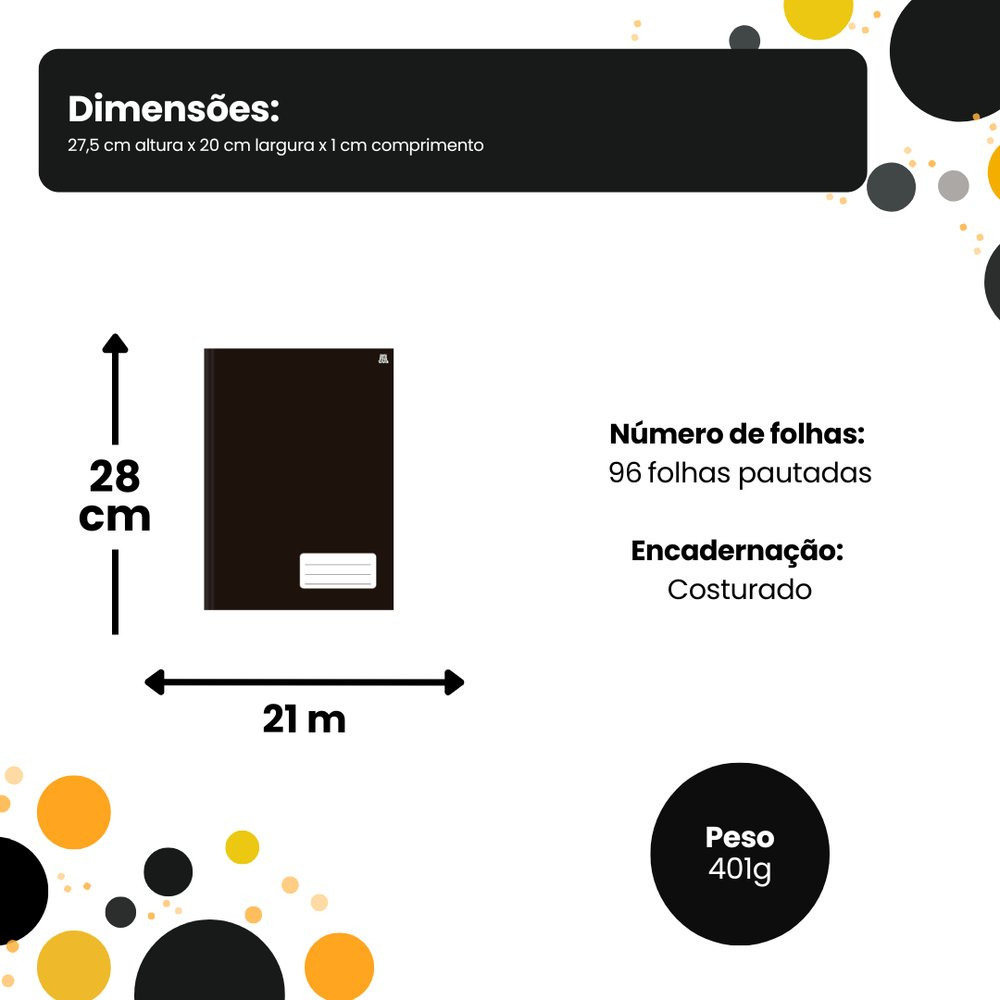 Dimensões:
27,5 cm altura x 20 cm largura x 1 cm comprimento
28
cm
21 m
Número de folhas:
96 folhas pautadas
Encadernação:
Costurado
Peso
401g